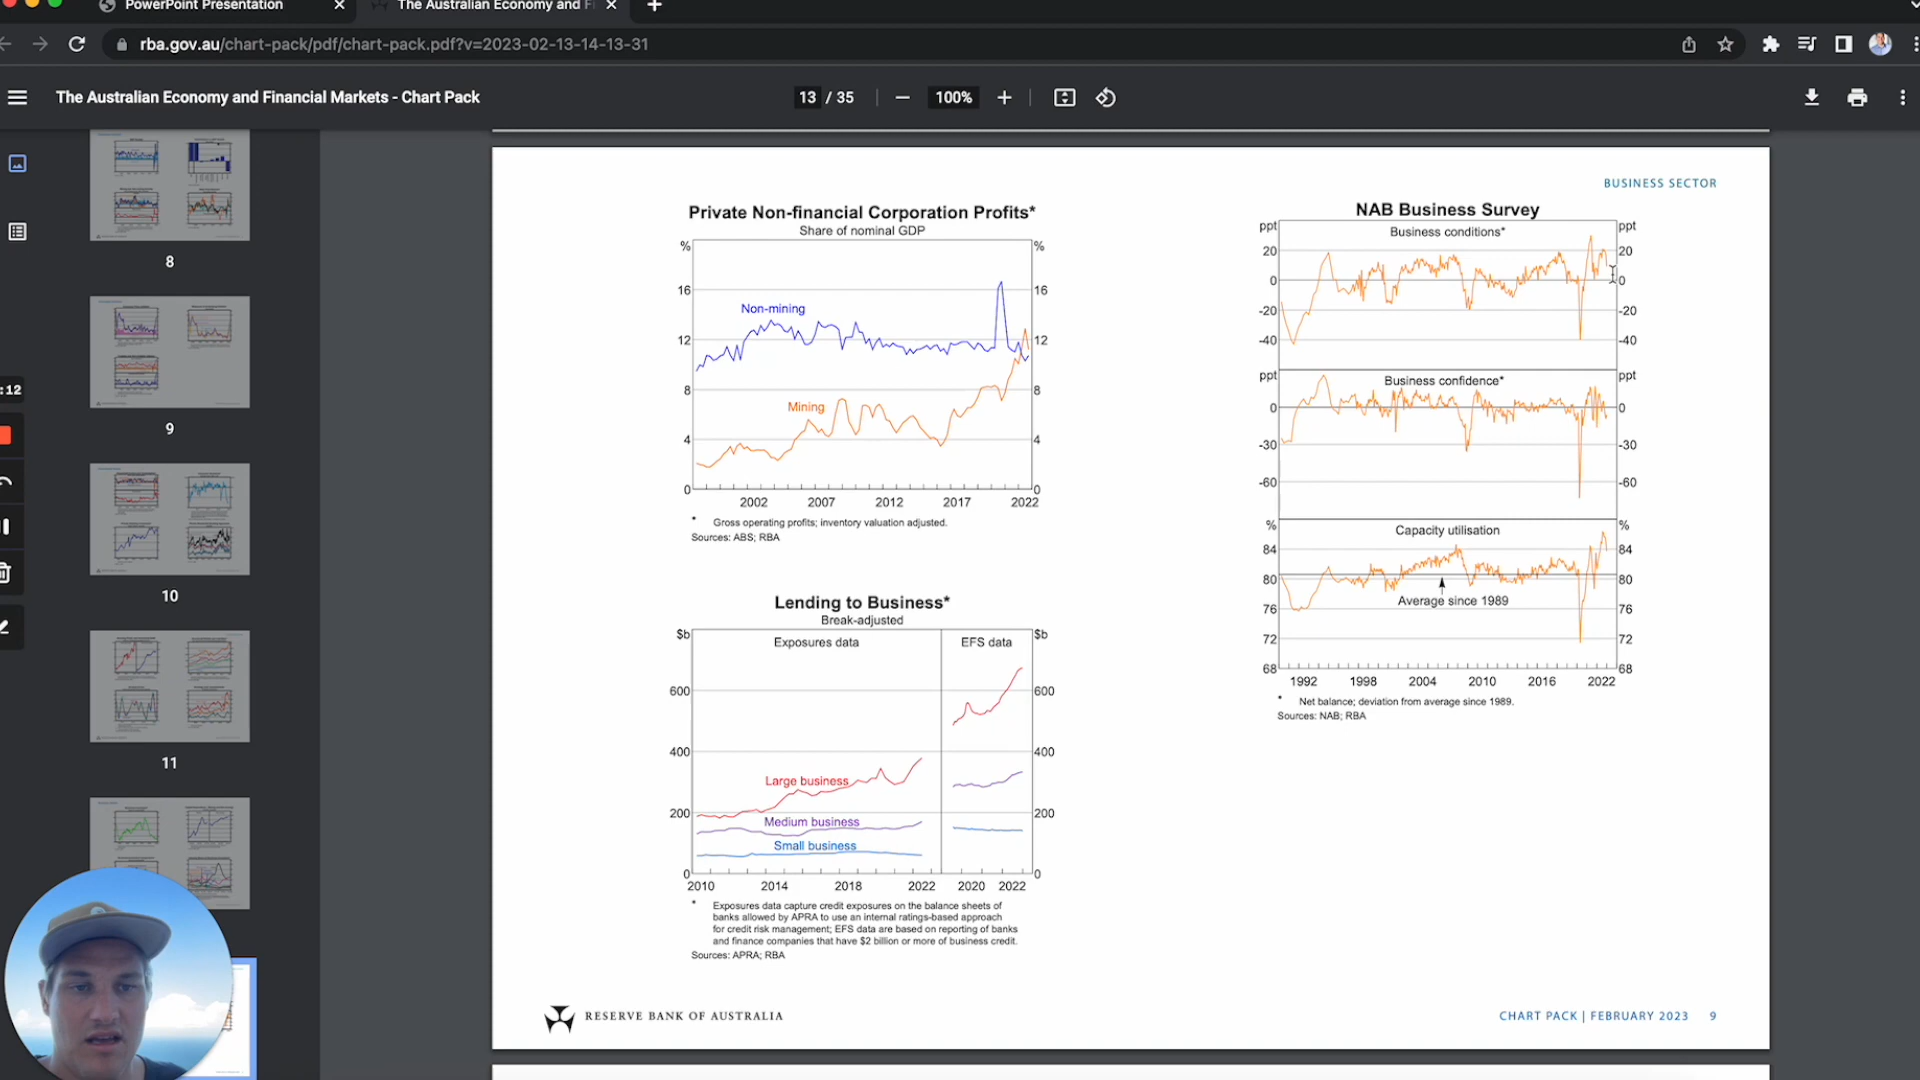 PowerPoint Presentation
The Australian Economy and Fi
rba.gov.au/chart-pack/pdf/chart-pack.pdf?v=2023-02-13-14-13-31
The Australian Economy and Financial Markets - Chart Pack
13 / 35
100%
8
9
10
11
:12
BUSINESS SECTOR
Private Non-financial Corporation Profits*
Share of nominal GDP
% %
16 16
12 12
8 8
4 4
0 0
Non-mining
Mining
2002 2007 2012 2017 2022
* Gross operating profits; inventory valuation adjusted.
Sources: ABS; RBA
Lending to Business*
Break-adjusted
$b $b
Exposures data EFS data
600 600
400 400
200 200
0 0
Large business
Medium business
Small business
2010 2014 2018 2022 2020 2022
* Exposures data capture credit exposures on the balance sheets of
banks allowed by APRA to use an internal ratings-based approach
for credit risk management; EFS data are based on reporting of banks
and finance companies that have $2 billion or more of business credit.
Sources: APRA; RBA
NAB Business Survey
ppt ppt
Business conditions*
20 20
0 0
-20 -20
-40 -40
ppt ppt
Business confidence*
0 0
-30 -30
-60 -60
% %
Capacity utilisation
84 84
80 80
76 76
72 72
68 68
Average since 1989
1992 1998 2004 2010 2016 2022
* Net balance; deviation from average since 1989.
Sources: NAB; RBA
RESERVE BANK OF AUSTRALIA
CHART PACK | FEBRUARY 2023 9